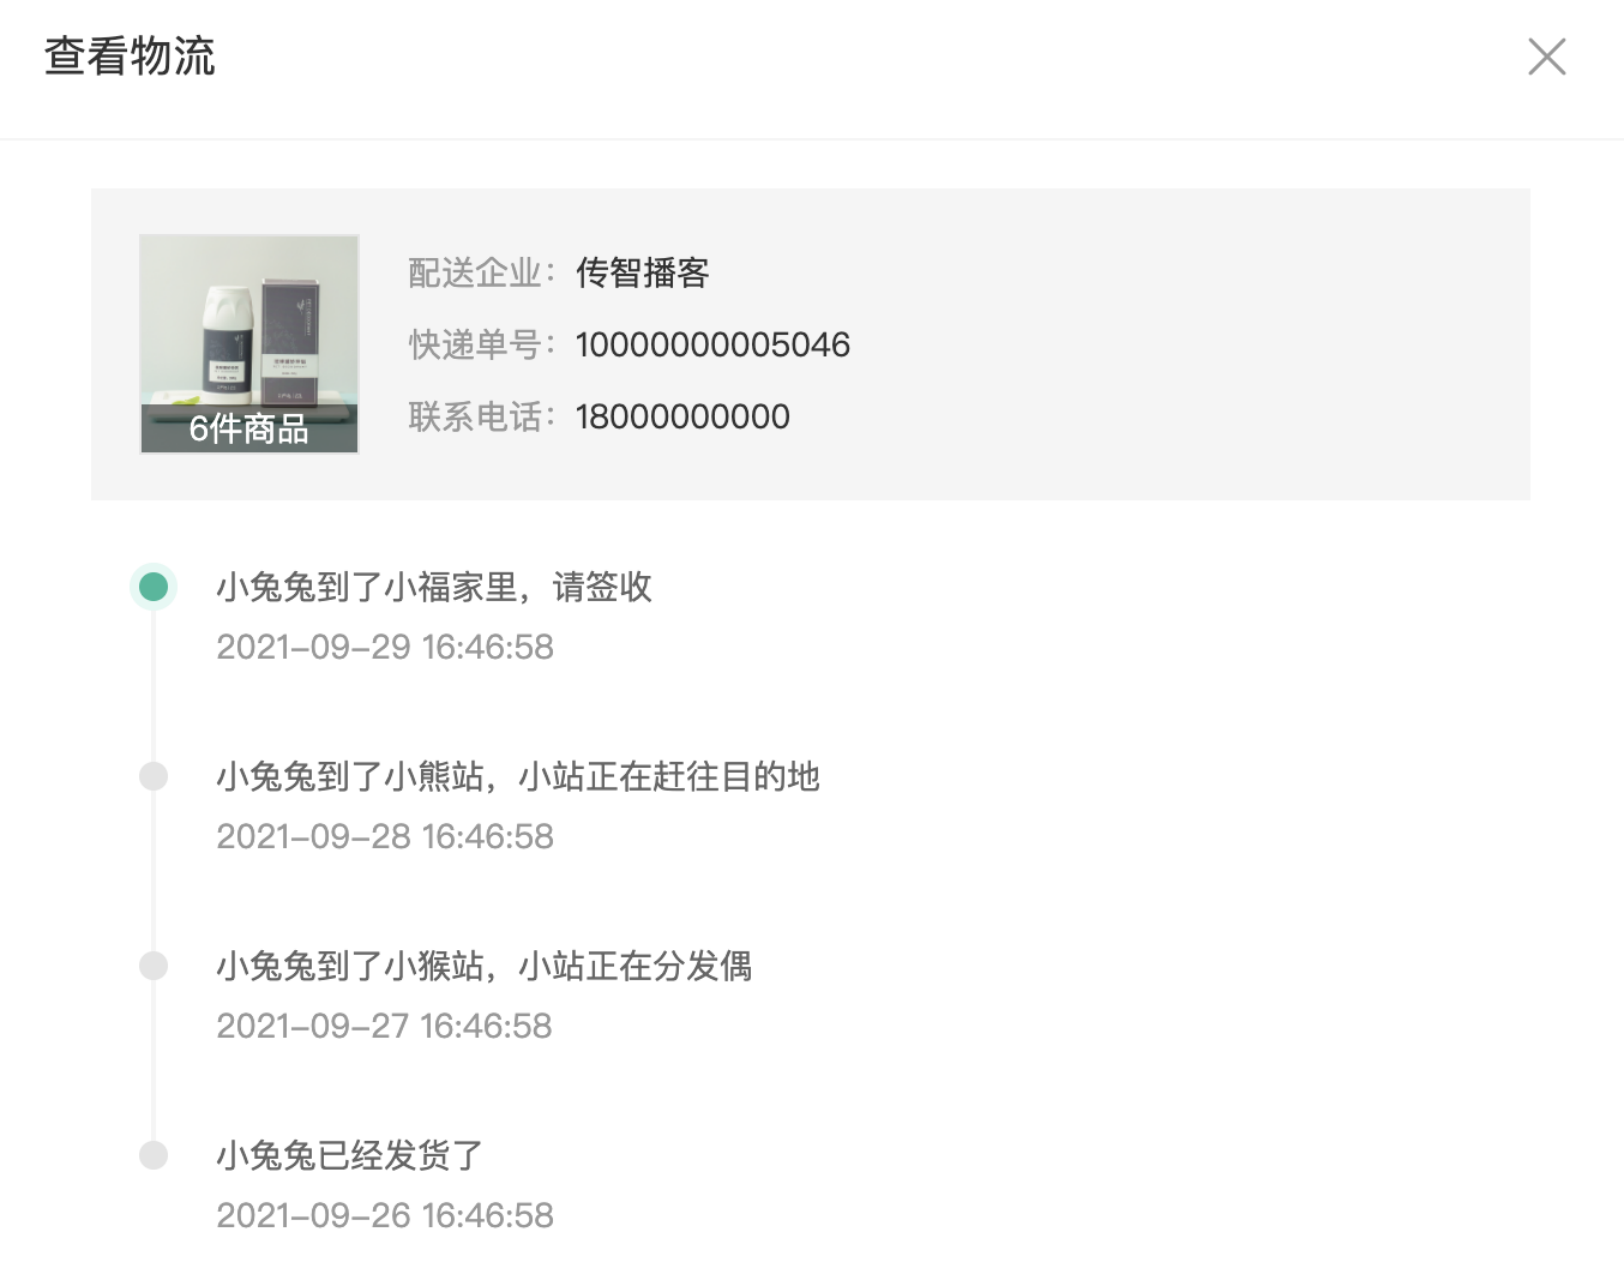 查看物流
配送企业：传智播客
快递单号：10000000005046
联系电话：18000000000
6件商品
小兔兔到了小福家里，请签收
2021-09-29 16:46:58
小兔兔到了小熊站，小站正在赶往目的地
2021-09-28 16:46:58
小兔兔到了小猴站，小站正在分发偶
2021-09-27 16:46:58
小兔兔已经发货了
2021-09-26 16:46:58